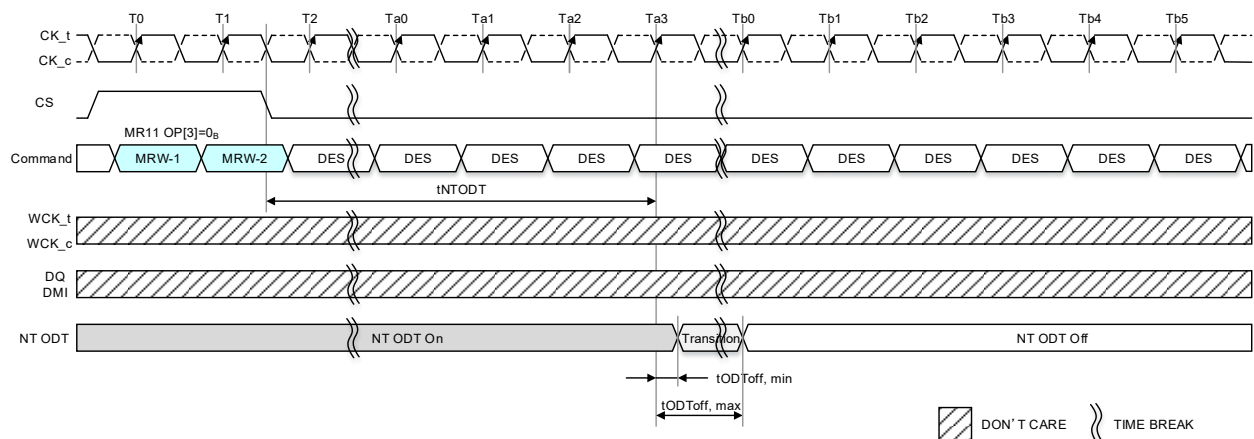 T0 T1 T2 Ta0 Ta1 Ta2 Ta3 Tb0 Tb1 Tb2 Tb3 Tb4 Tb5
CK_t
CK_c
CS
MR11 OP[3]=0B
Command MRW-1 MRW-2 DES DES DES DES DES DES DES DES DES DES DES
tNTODT
WCK_t
WCK_c
DQ
DMI
NT ODT NT ODT On Transition NT ODT Off
tODToff, min
tODToff, max
DON'T CARE TIME BREAK